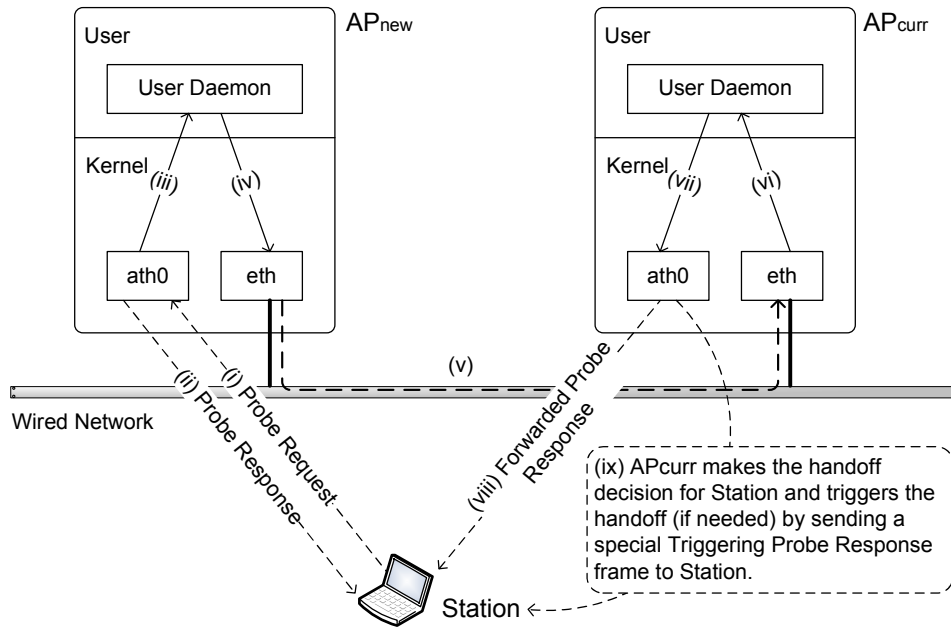 APnew
User
User Daemon
Kernel
(iii)
(iv)
ath0
eth
APcurr
User
User Daemon
Kernel
(vii)
(vi)
ath0
eth
(v)
Wired Network
(ii) Probe Response
(i) Probe Request
(viii) Forwarded Probe
Response
(ix) APcurr makes the handoff
decision for Station and triggers the
handoff (if needed) by sending a
special Triggering Probe Response
frame to Station.
Station